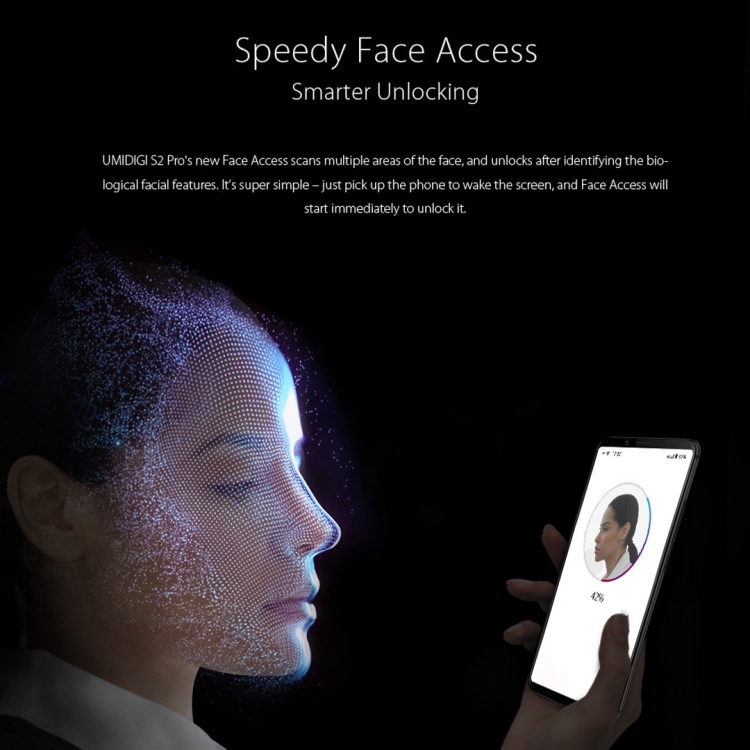 Speedy Face Access
Smarter Unlocking
UMIDIGI S2 Pro's new Face Access scans multiple areas of the face, and unlocks after identifying the bio-
logical facial features. It's super simple – just pick up the phone to wake the screen, and Face Access will
start immediately to unlock it.
42%